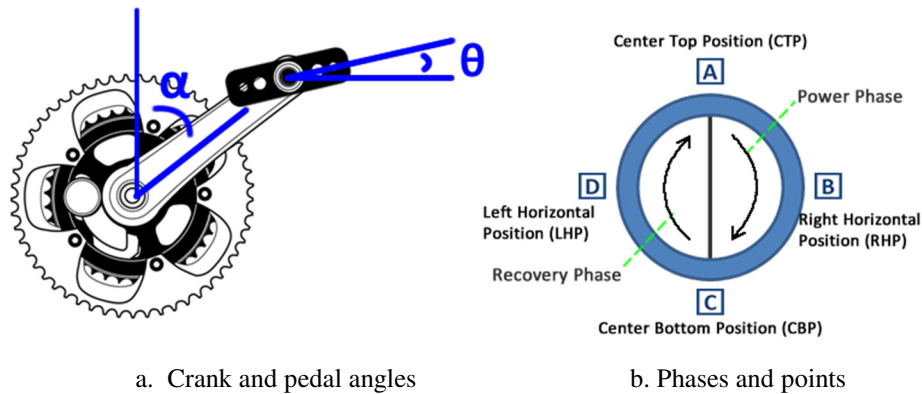 α
θ
Center Top Position (CTP)
A
Power Phase
D
B
Left Horizontal
Position (LHP)
Right Horizontal
Position (RHP)
Recovery Phase
C
Center Bottom Position (CBP)
a. Crank and pedal angles
b. Phases and points